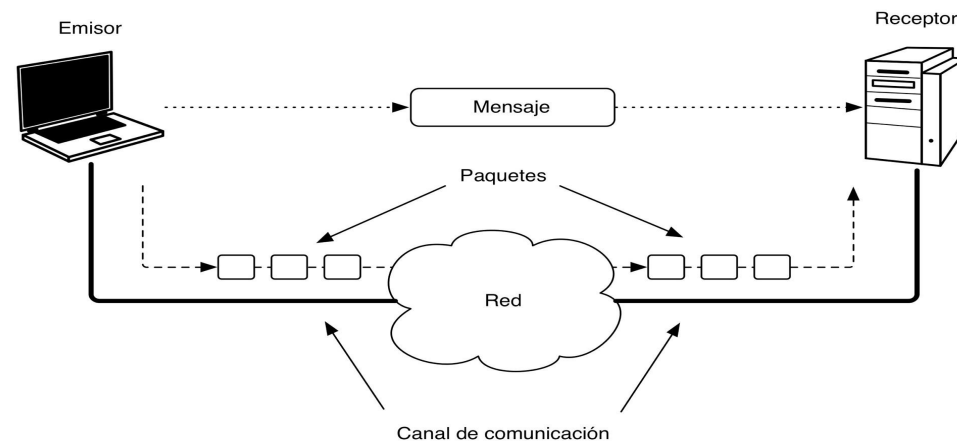 Emisor
Receptor
Mensaje
Paquetes
Red
Canal de comunicación